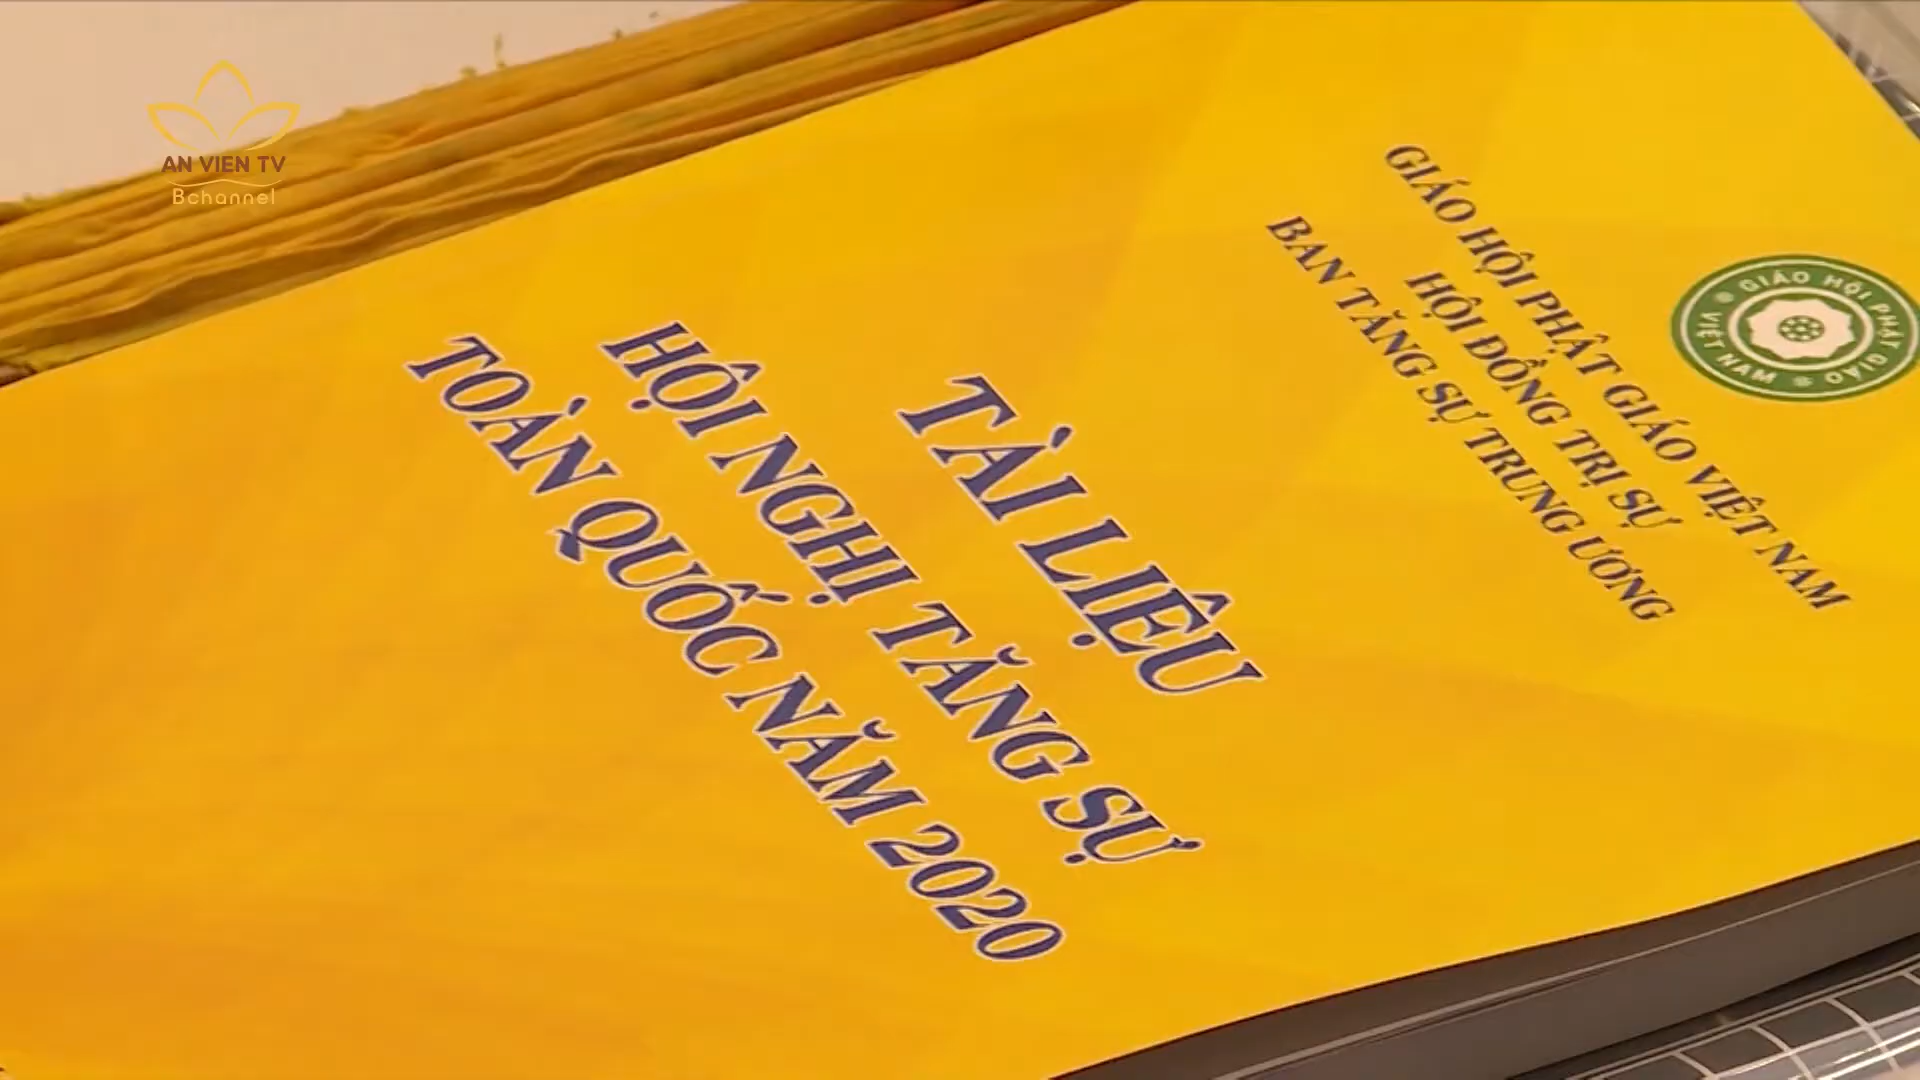 AN VIEN TV
Bchannel
GIÁO HỘI PHẬT GIÁO VIỆT NAM
HỘI ĐỒNG TRỊ SỰ
BAN TĂNG SỰ TRUNG ƯƠNG
GIÁO HỘI PHẬT GIÁO
VIỆT NAM
TÀI LIỆU
HỘI NGHỊ TĂNG SỰ
TOÀN QUỐC NĂM 2020